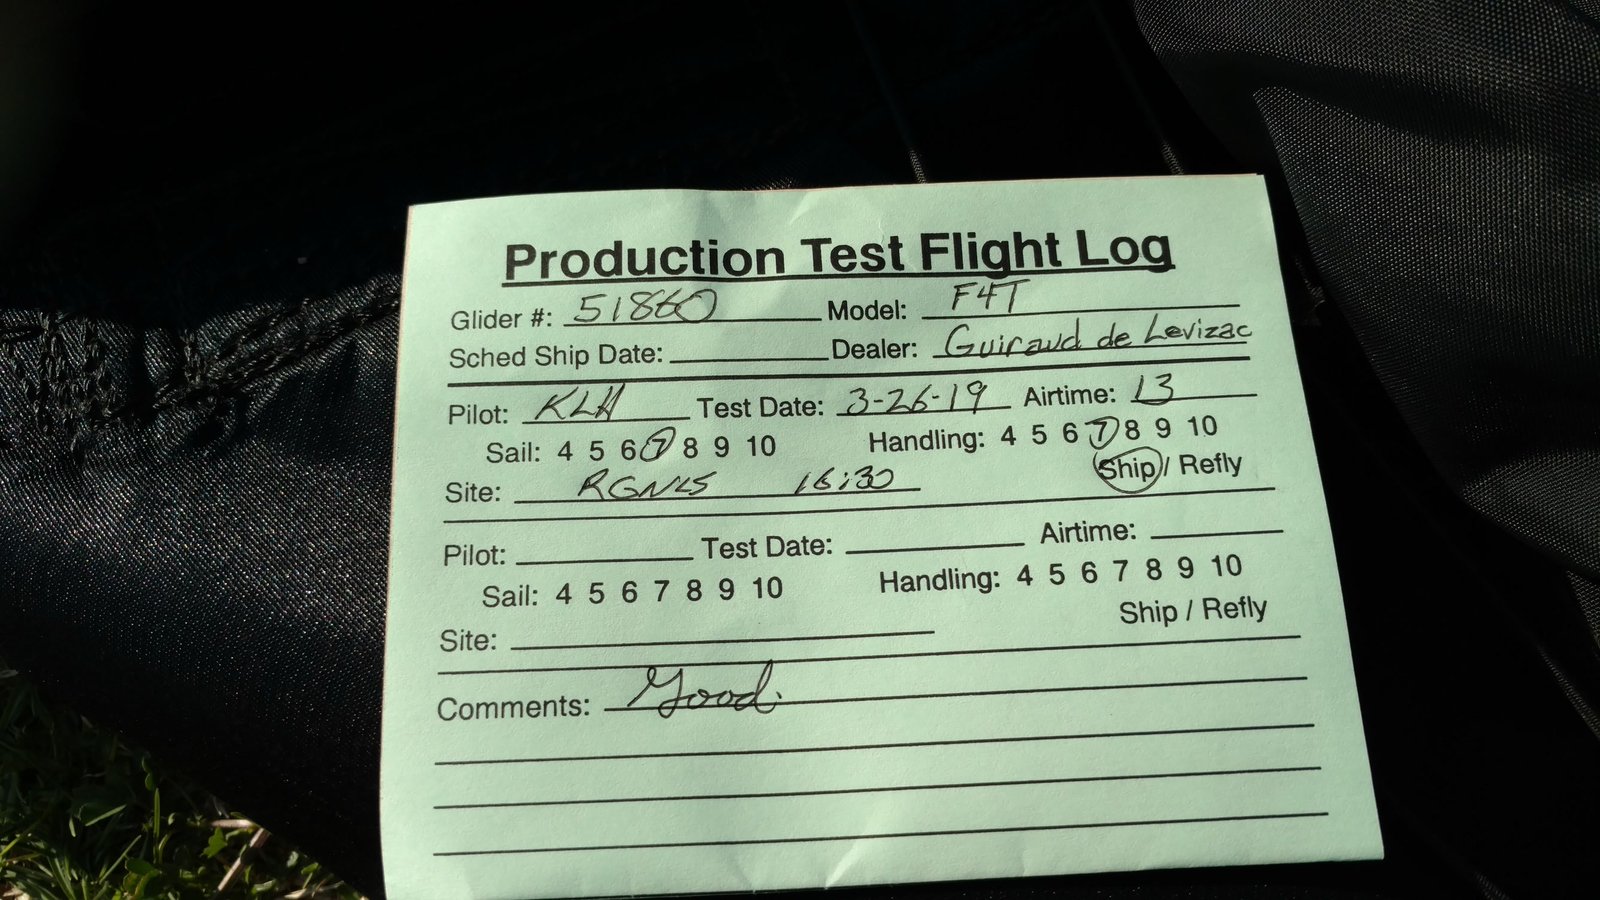 Production Test Flight Log
Glider #: 51860 Model: F4T
Sched Ship Date: Dealer: Guiraud de Levizac
Pilot: KLH Test Date: 3-26-19 Airtime: 13
Sail: 4 5 6 7 8 9 10 Handling: 4 5 6 7 8 9 10
Ship / Refly
Site: RGNLS 16:30
Pilot: Test Date: Airtime:
Sail: 4 5 6 7 8 9 10 Handling: 4 5 6 7 8 9 10
Ship / Refly
Site:
Comments: Good.